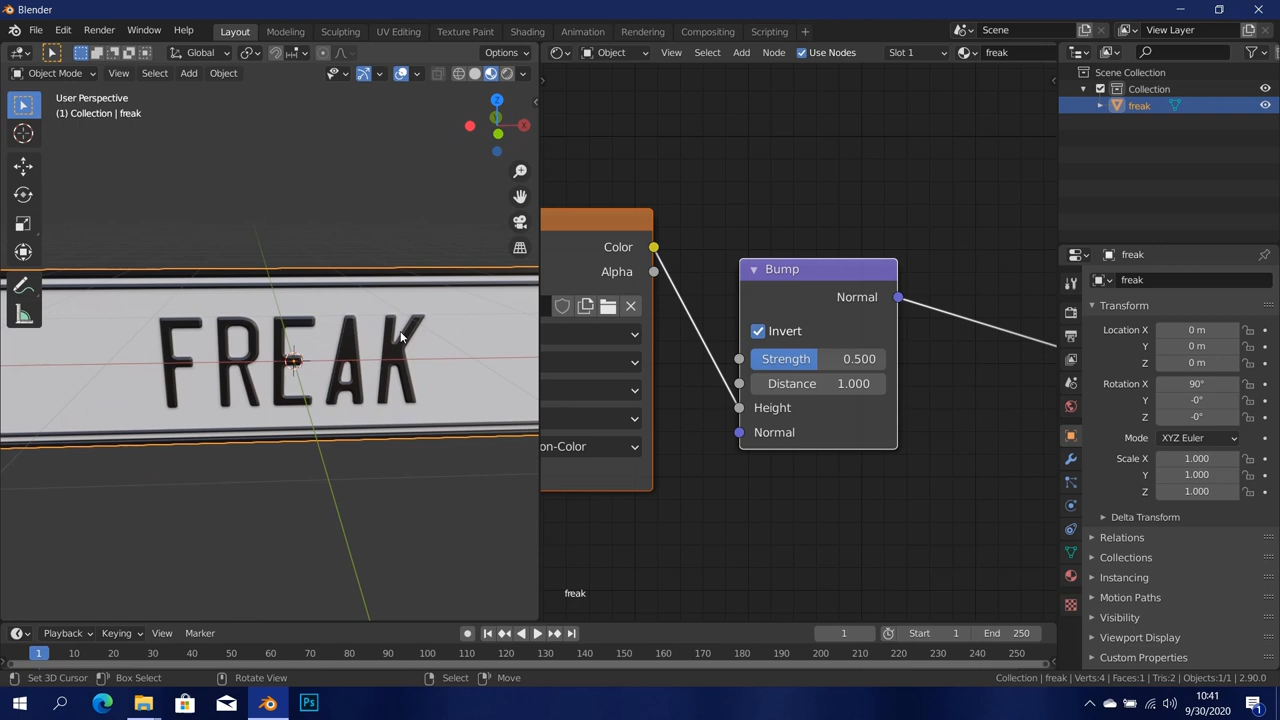 Blender
File Edit Render Window Help Layout Modeling Sculpting UV Editing Texture Paint Shading Animation Rendering Compositing Scripting Scene View Layer
Global Options Object View Select Add Node Use Nodes Slot 1 freak
Object Mode View Select Add Object
User Perspective
(1) Collection | freak
Z
X
FREAK
Color
Alpha
on-Color
Bump
Normal
Invert
Strength 0.500
Distance 1.000
Height
Normal
freak
Scene Collection
Collection
freak
freak
freak
Transform
Location X 0 m
Y 0 m
Z 0 m
Rotation X 90°
Y -0°
Z -0°
Mode XYZ Euler
Scale X 1.000
Y 1.000
Z 1.000
Delta Transform
Relations
Collections
Instancing
Motion Paths
Visibility
Viewport Display
Custom Properties
Playback Keying View Marker 1 Start 1 End 250
1 10 20 30 40 50 60 70 80 90 100 110 120 130 140 150 160 170 180 190 200 210 220 230 240 250
Set 3D Cursor Box Select Rotate View Select Move Collection | freak | Verts:4 | Faces:1 | Tris:2 | Objects:1/1 | 2.90.0
Ps
10:41
9/30/2020